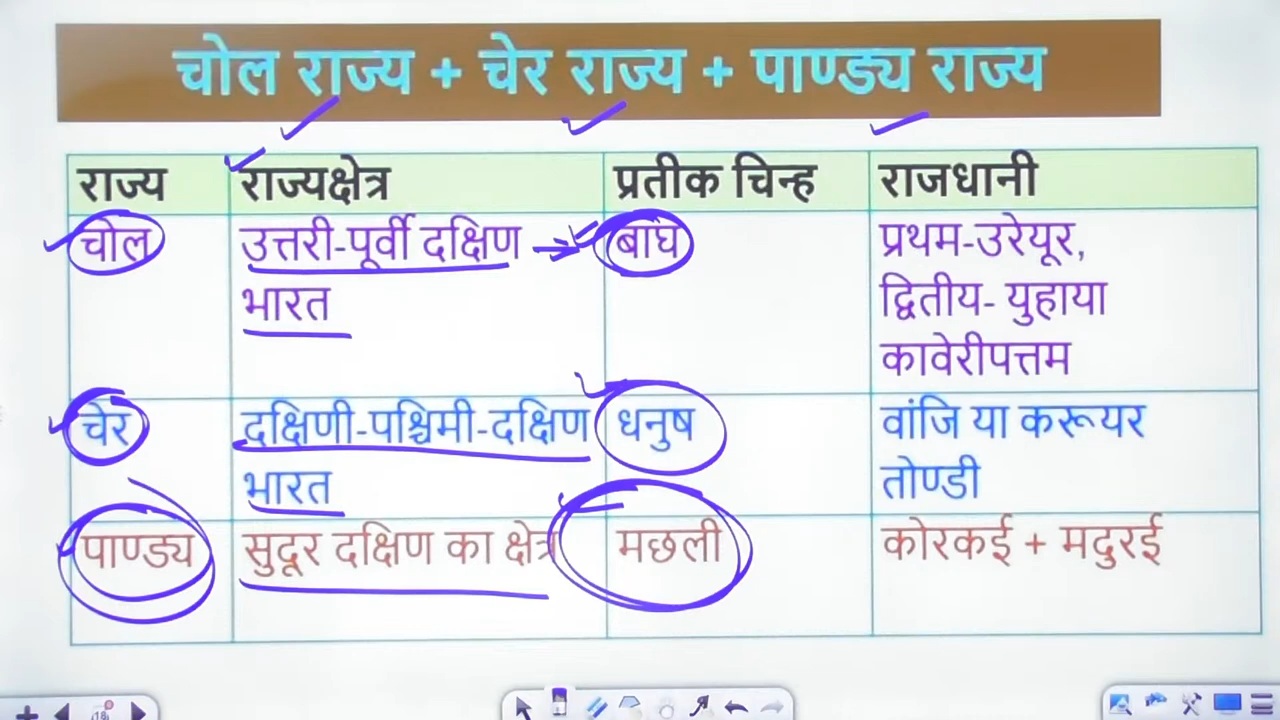 चोल राज्य + चेर राज्य + पाण्ड्य राज्य
राज्य राज्यक्षेत्र प्रतीक चिन्ह राजधानी
चोल उत्तरी-पूर्वी दक्षिण बाघ प्रथम-उरेयूर,
भारत द्वितीय- युहाया
कावेरीपत्तम
चेर दक्षिणी-पश्चिमी-दक्षिण धनुष वांजि या करूयर
भारत तोण्डी
पाण्ड्य सुदूर दक्षिण का क्षेत्र मछली कोरकई + मदुरई